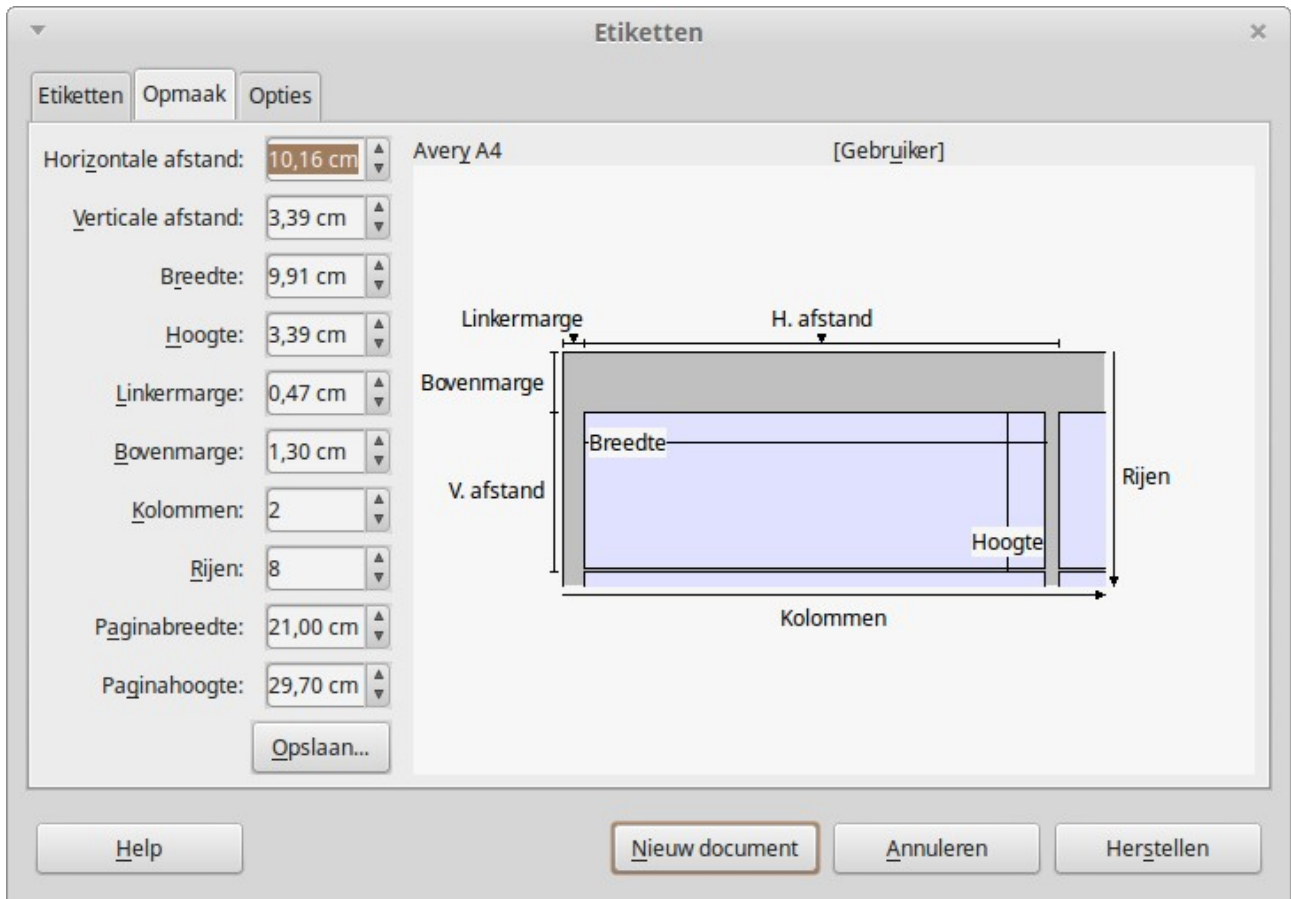 Etiketten
Etiketten Opmaak Opties
Horizontale afstand: 10,16 cm
Verticale afstand: 3,39 cm
Breedte: 9,91 cm
Hoogte: 3,39 cm
Linkermarge: 0,47 cm
Bovenmarge: 1,30 cm
Kolommen: 2
Rijen: 8
Paginabreedte: 21,00 cm
Paginahoogte: 29,70 cm
Opslaan...
Avery A4 [Gebruiker]
Linkermarge H. afstand
Bovenmarge
Breedte
V. afstand Rijen
Hoogte
Kolommen
Help Nieuw document Annuleren Herstellen